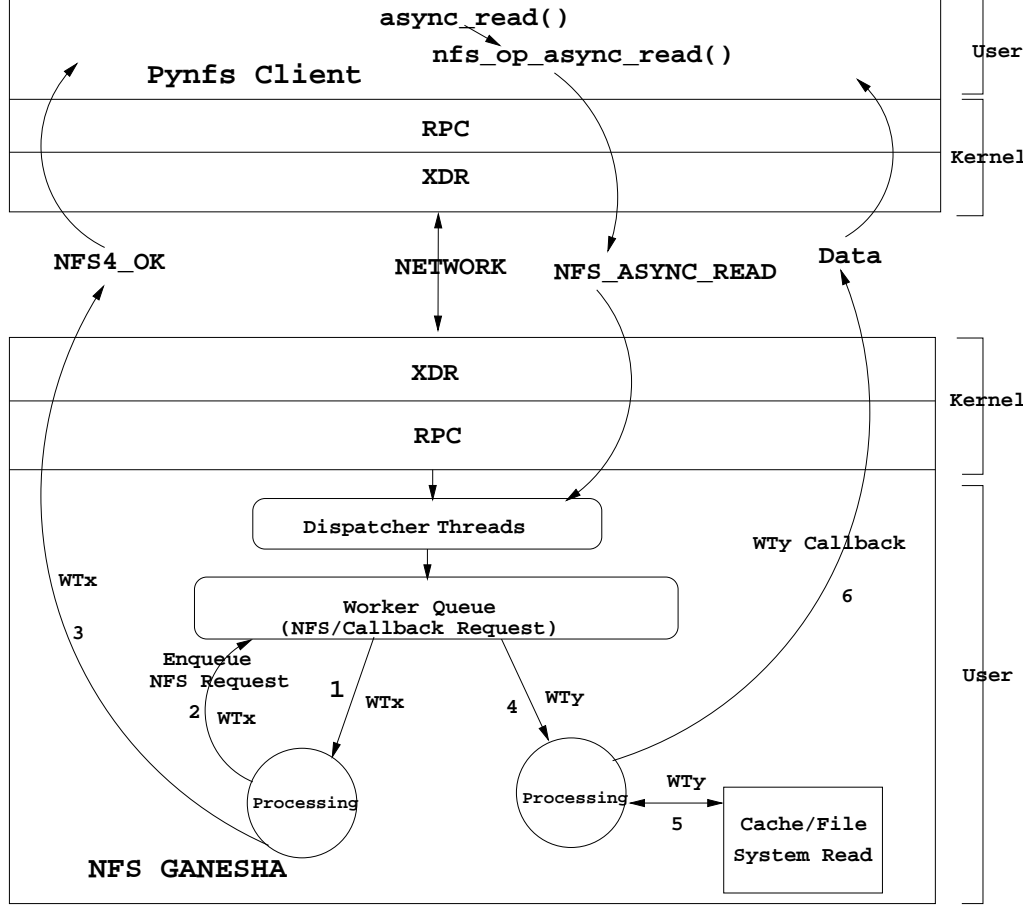 async_read()
nfs_op_async_read()
User
Pynfs Client
RPC
Kernel
XDR
NFS4_OK
NETWORK
NFS_ASYNC_READ
Data
XDR
Kernel
RPC
Dispatcher Threads
WTy Callback
WTx
6
Worker Queue
(NFS/Callback Request)
3
Enqueue
NFS Request
User
1
WTx
2
WTx
4
WTy
Processing
Processing
WTy
5
Cache/File
System Read
NFS GANESHA